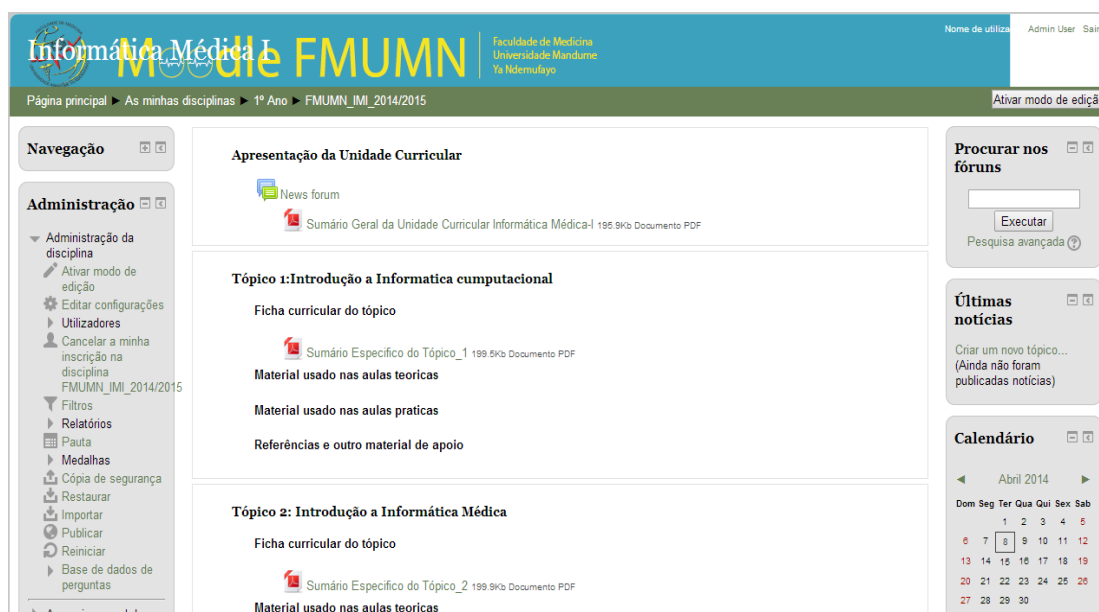 Informática Médica I
Moodle FMUMN
Faculdade de Medicina
Universidade Mandume
Ya Ndemufayo
Nome de utiliza
Admin User Sair
Página principal ► As minhas disciplinas ► 1º Ano ► FMUMN_IMI_2014/2015
Ativar modo de ediçã
Navegação
Administração
Administração da
disciplina
Ativar modo de
edição
Editar configurações
Utilizadores
Cancelar a minha
inscrição na
disciplina
FMUMN_IMI_2014/2015
Filtros
Relatórios
Pauta
Medalhas
Cópia de segurança
Restaurar
Importar
Publicar
Reiniciar
Base de dados de
perguntas
Apresentação da Unidade Curricular
News forum
Sumário Geral da Unidade Curricular Informática Médica-I 195.9Kb Documento PDF
Tópico 1:Introdução a Informatica cumputacional
Ficha curricular do tópico
Sumário Especifico do Tópico_1 199.5Kb Documento PDF
Material usado nas aulas teoricas
Material usado nas aulas praticas
Referências e outro material de apoio
Tópico 2: Introdução a Informática Médica
Ficha curricular do tópico
Sumário Especifico do Tópico_2 199.9Kb Documento PDF
Material usado nas aulas teoricas
Procurar nos
fóruns
Executar
Pesquisa avançada
Últimas
notícias
Criar um novo tópico...
(Ainda não foram
publicadas notícias)
Calendário
◄ Abril 2014 ►
Dom Seg Ter Qua Qui Sex Sab
1 2 3 4 5
6 7 8 9 10 11 12
13 14 15 16 17 18 19
20 21 22 23 24 25 26
27 28 29 30